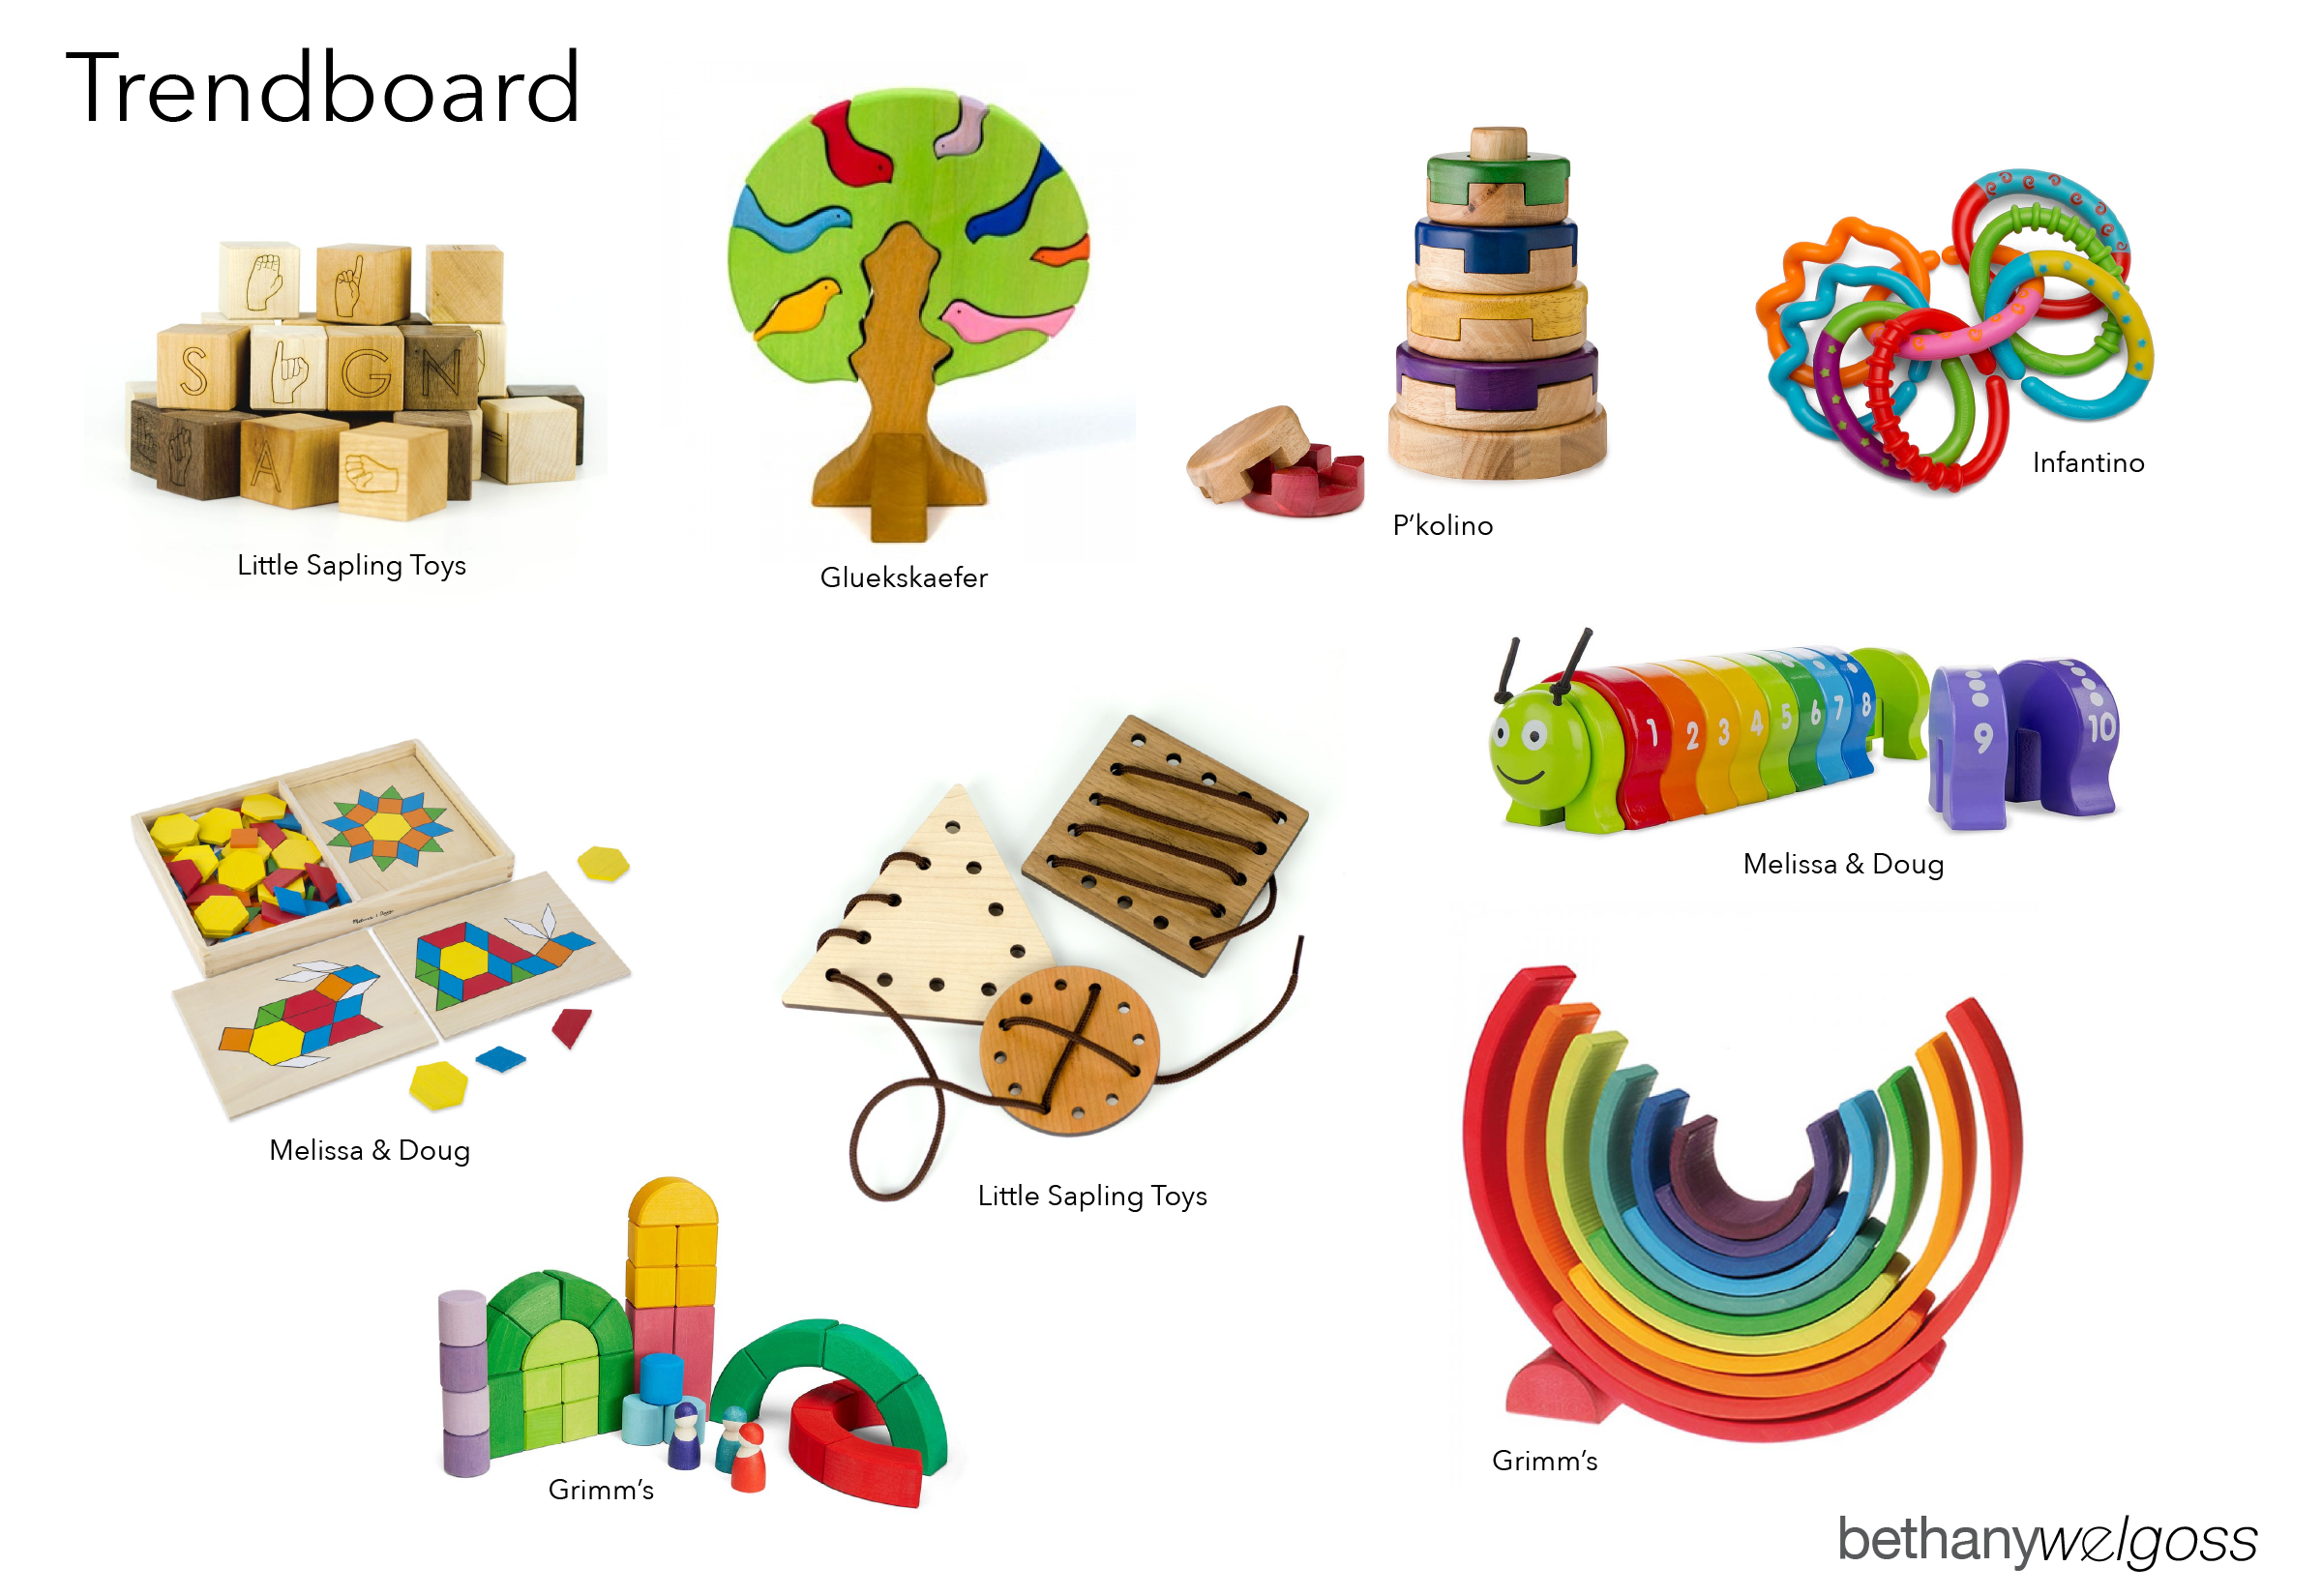 Trendboard
S
G
N
A
Little Sapling Toys
Gluekskaefer
P'kolino
Infantino
1 2 3 4 5 6 7 8 9 10
Melissa & Doug
Melissa & Doug
Little Sapling Toys
Grimm's
Grimm's
bethanywelgoss